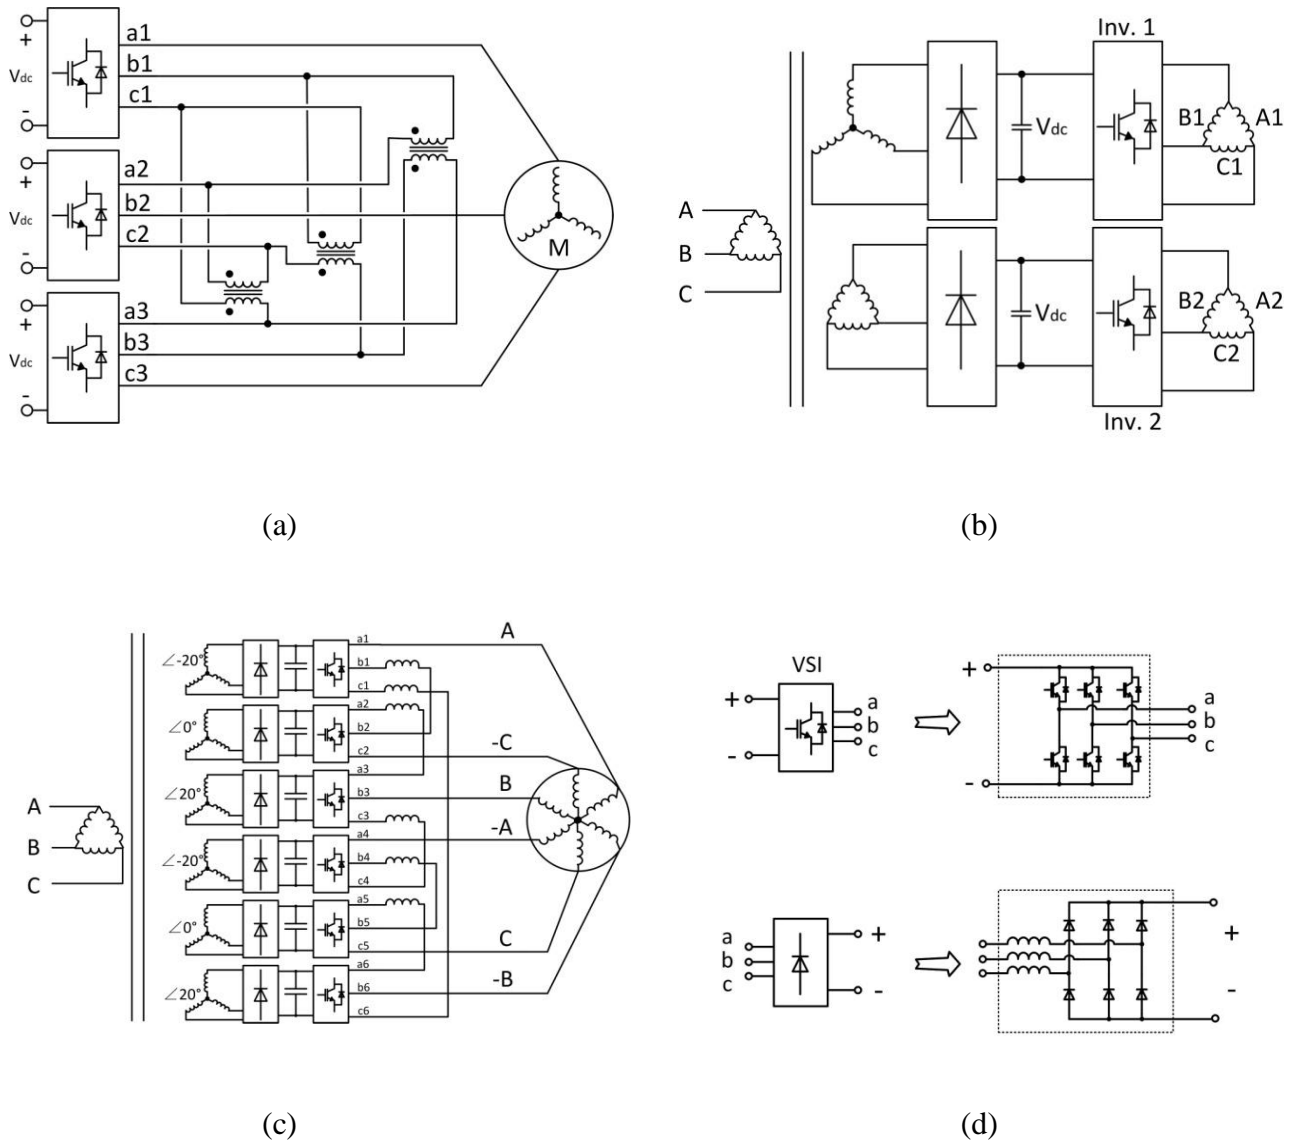 a1
b1
c1
+
Vdc
-
a2
b2
c2
+
Vdc
-
a3
b3
c3
+
Vdc
-
M
(a)
Inv. 1
Vdc
B1 A1
C1
A
B
C
Vdc
B2 A2
C2
Inv. 2
(b)
A
B
C
∠-20°
∠0°
∠20°
∠-20°
∠0°
∠20°
a1
b1
c1
a2
b2
c2
a3
b3
c3
a4
b4
c4
a5
b5
c5
a6
b6
c6
A
-C
B
-A
C
-B
(c)
VSI
+
-
a
b
c
+
-
a
b
c
a
b
c
+
-
+
-
(d)